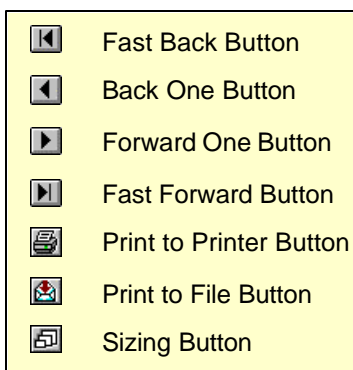 Fast Back Button
Back One Button
Forward One Button
Fast Forward Button
Print to Printer Button
Print to File Button
Sizing Button